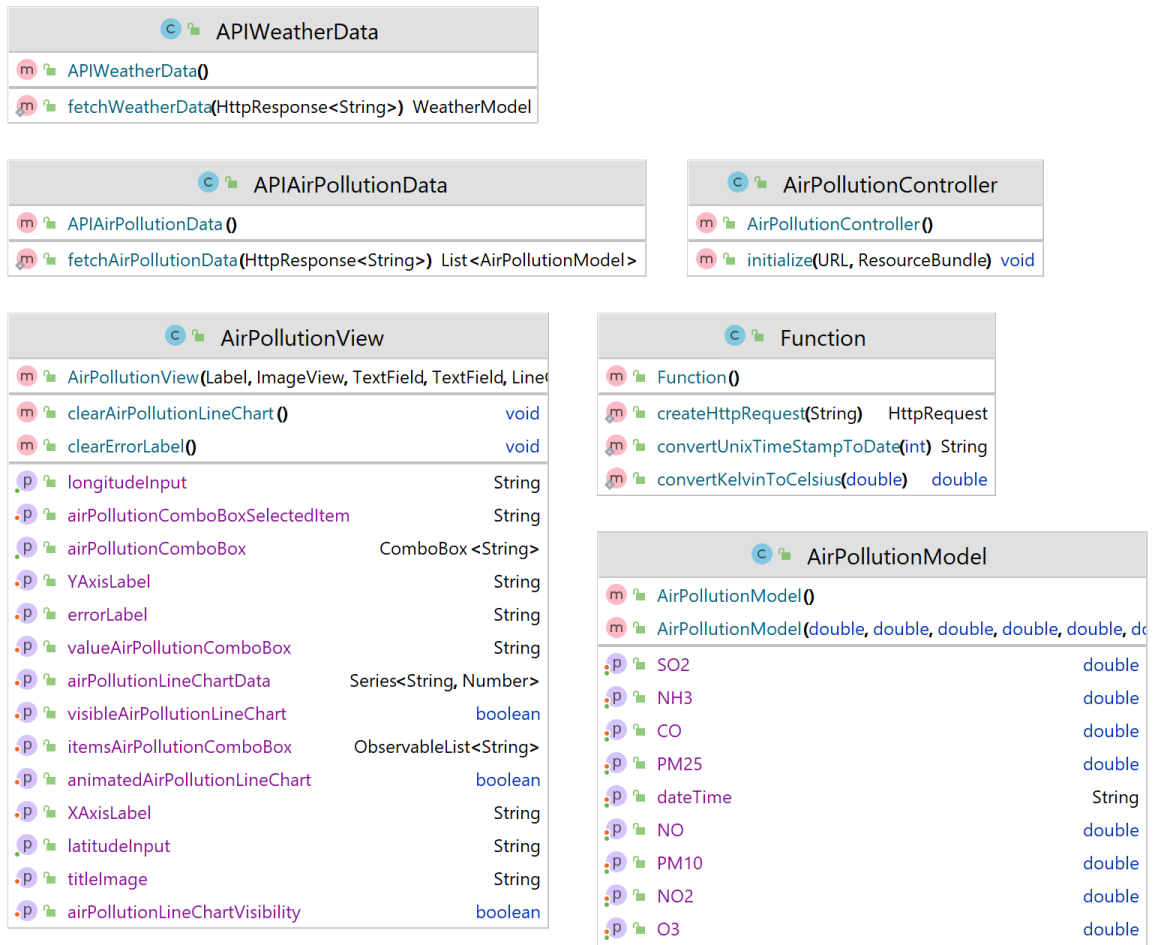 APIWeatherData
APIWeatherData()
fetchWeatherData(HttpResponse<String>) WeatherModel
APIAirPollutionData
APIAirPollutionData()
fetchAirPollutionData(HttpResponse<String>) List<AirPollutionModel>
AirPollutionController
AirPollutionController()
initialize(URL, ResourceBundle) void
AirPollutionView
AirPollutionView(Label, ImageView, TextField, TextField,
clearAirPollutionLineChart() void
clearErrorLabel() void
longitudeInput String
airPollutionComboBoxSelectedItem String
airPollutionComboBox ComboBox<String>
YAxisLabel String
errorLabel String
valueAirPollutionComboBox String
airPollutionLineChartData Series<String, Number>
visibleAirPollutionLineChart boolean
itemsAirPollutionComboBox ObservableList<String>
animatedAirPollutionLineChart boolean
XAxisLabel String
latitudeInput String
titleImage String
airPollutionLineChartVisibility boolean
Function
Function()
createHttpRequest(String) HttpRequest
convertUnixTimeStampToDate(int) String
convertKelvinToCelsius(double) double
AirPollutionModel
AirPollutionModel()
AirPollutionModel(double, double, double, double, double,
SO2 double
NH3 double
CO double
PM25 double
dateTime String
NO double
PM10 double
NO2 double
O3 double